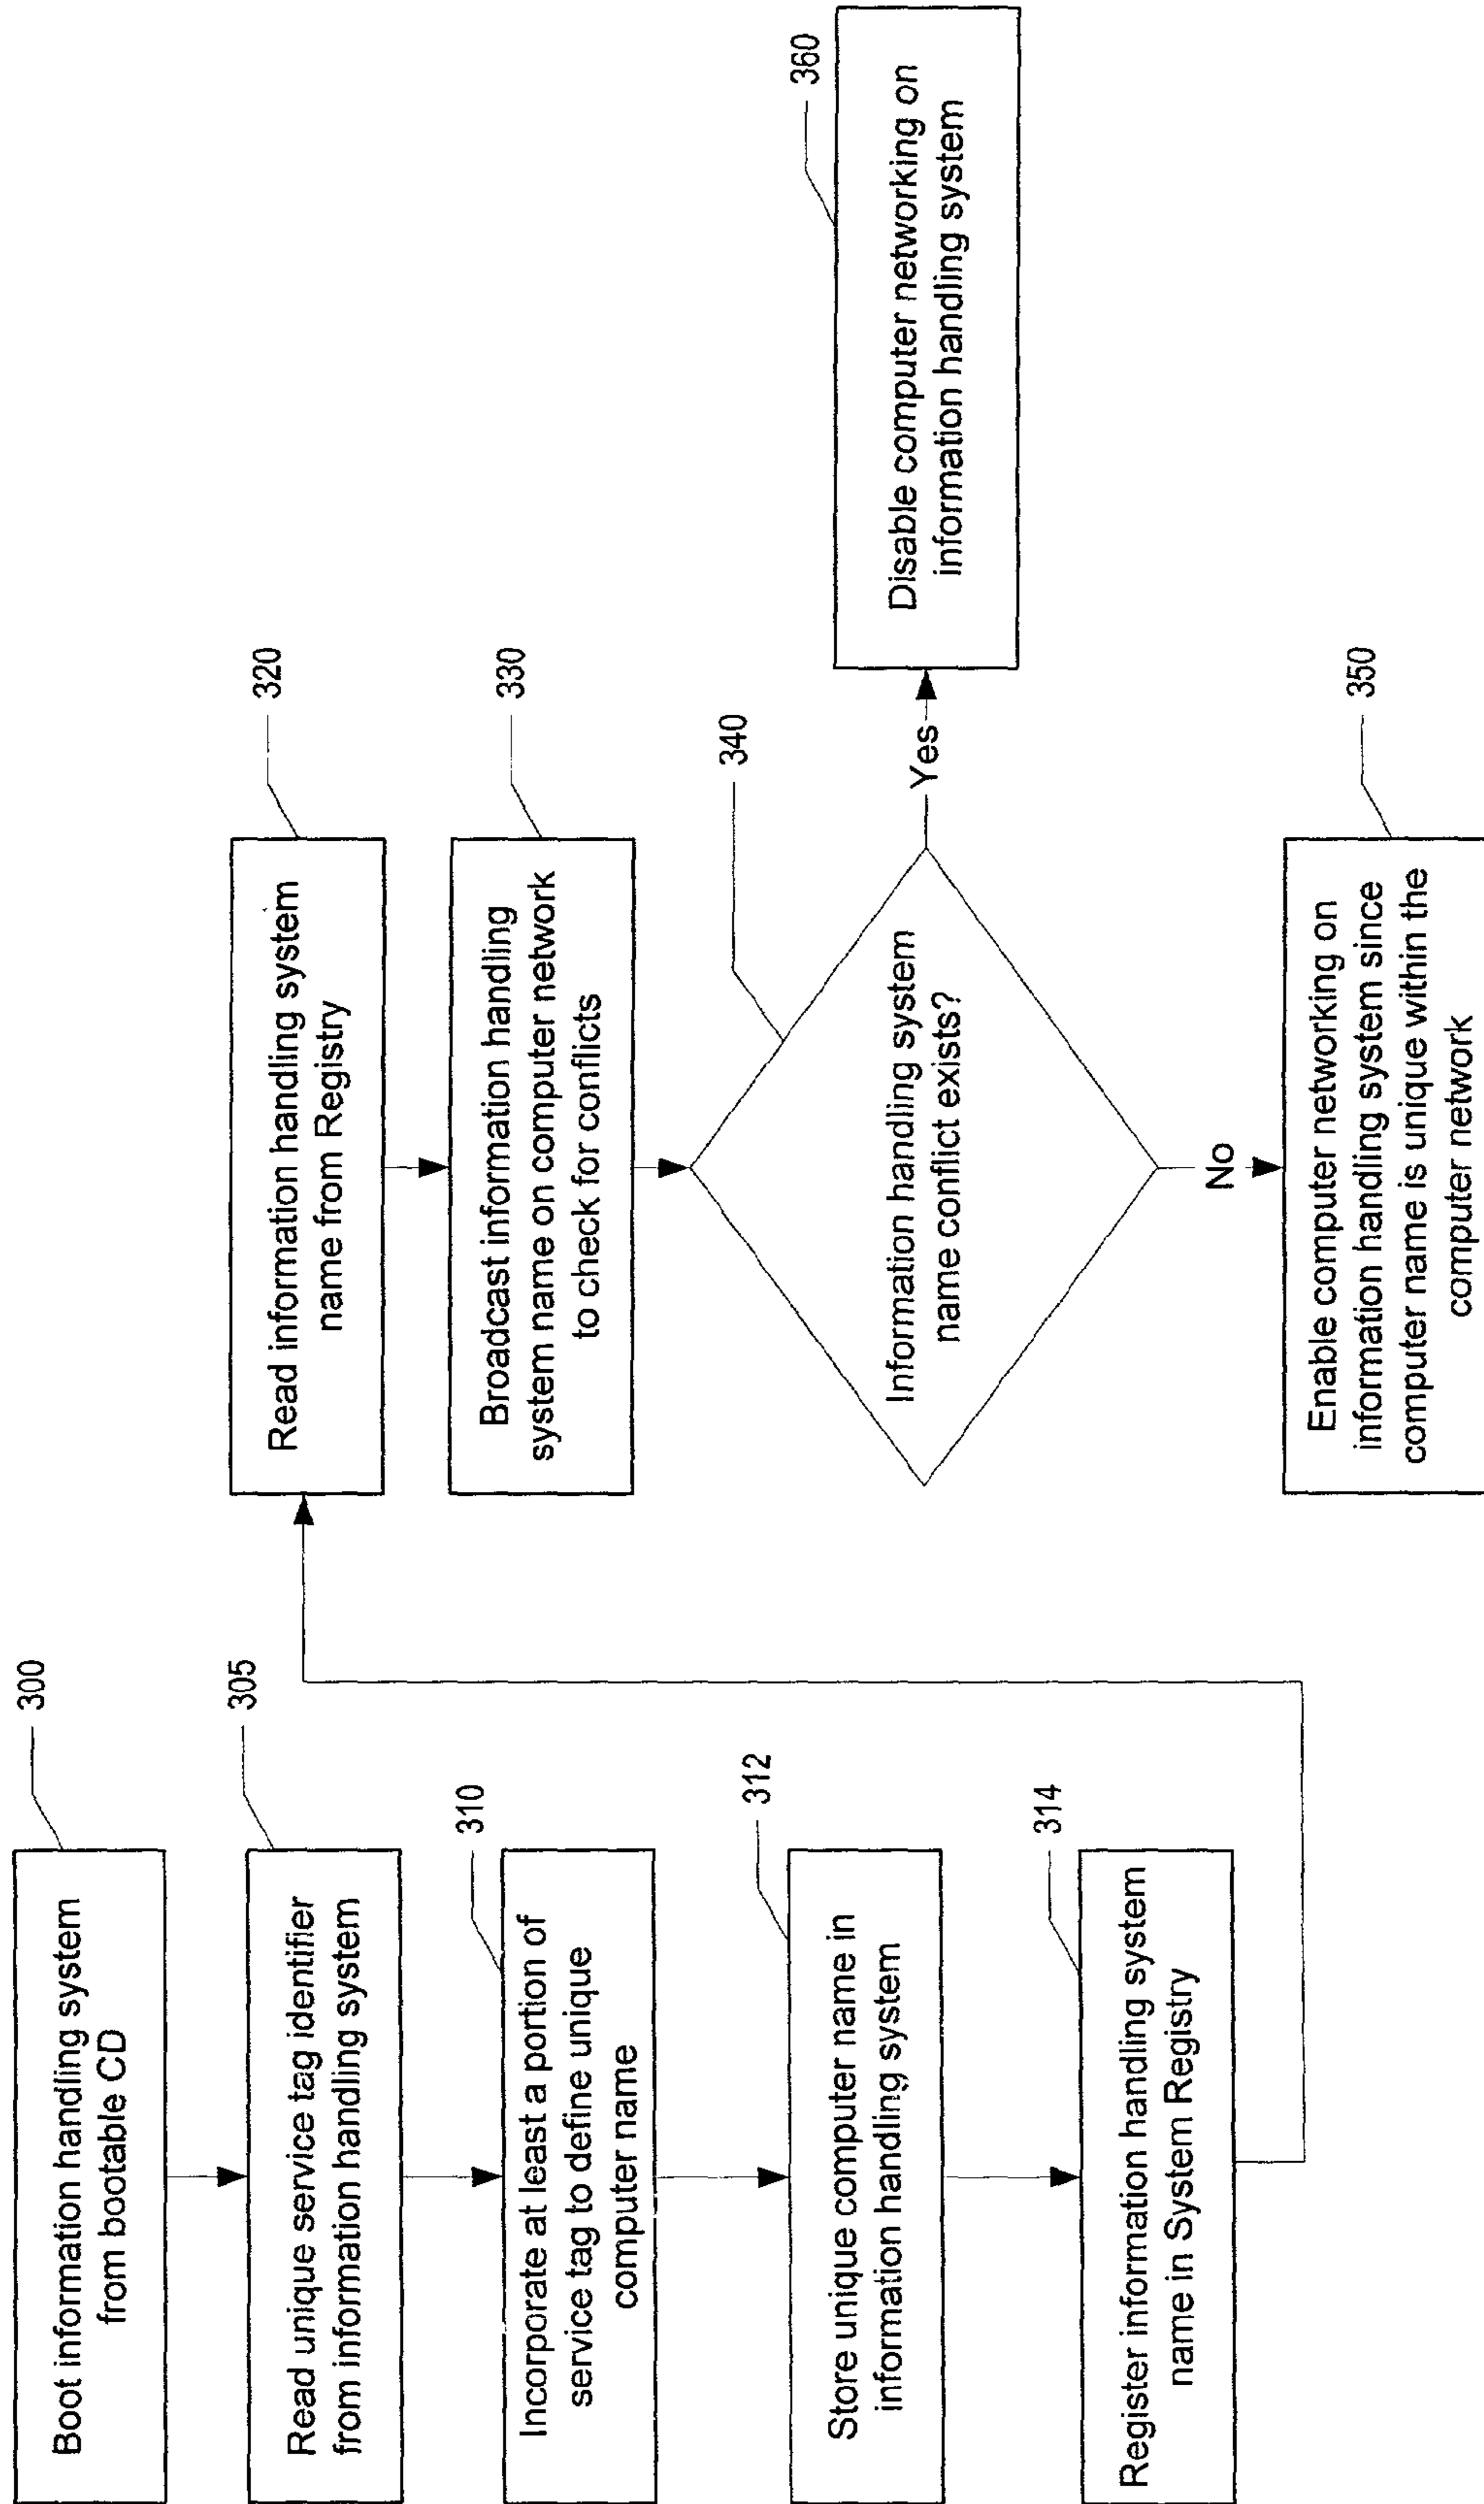 300
Boot information handling system
from bootable CD
305
Read unique service tag identifier
from information handling system
310
Incorporate at least a portion of
service tag to define unique
computer name
312
Store unique computer name in
information handling system
314
Register information handling system
name in System Registry
320
Read information handling system
name from Registry
330
Broadcast information handling
system name on computer network
to check for conflicts
340
Information handling system
name conflict exists?
Yes
No
350
Enable computer networking on
information handling system since
computer name is unique within the
computer network
360
Disable computer networking on
information handling system